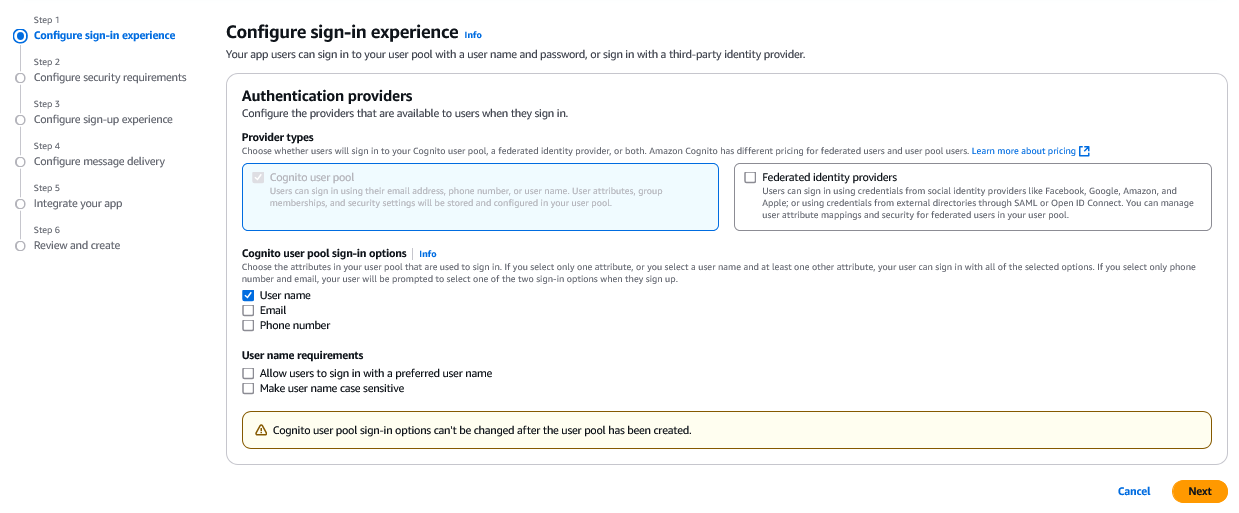 Step 1
Configure sign-in experience
Step 2
Configure security requirements
Step 3
Configure sign-up experience
Step 4
Configure message delivery
Step 5
Integrate your app
Step 6
Review and create
Configure sign-in experience Info
Your app users can sign in to your user pool with a user name and password, or sign in with a third-party identity provider.
Authentication providers
Configure the providers that are available to users when they sign in.
Provider types
Choose whether users will sign in to your Cognito user pool, a federated identity provider, or both. Amazon Cognito has different pricing for federated users and user pool users. Learn more about pricing
Cognito user pool
Users can sign in using their email address, phone number, or user name. User attributes, group
memberships, and security settings will be stored and configured in your user pool.
Federated identity providers
Users can sign in using credentials from social identity providers like Facebook, Google, Amazon, and
Apple; or using credentials from external directories through SAML or Open ID Connect. You can manage
user attribute mappings and security for federated users in your user pool.
Cognito user pool sign-in options Info
Choose the attributes in your user pool that are used to sign in. If you select only one attribute, or you select a user name and at least one other attribute, your user can sign in with all of the selected options. If you select only phone
number and email, your user will be prompted to select one of the two sign-in options when they sign up.
User name
Email
Phone number
User name requirements
Allow users to sign in with a preferred user name
Make user name case sensitive
Cognito user pool sign-in options can't be changed after the user pool has been created.
Cancel Next